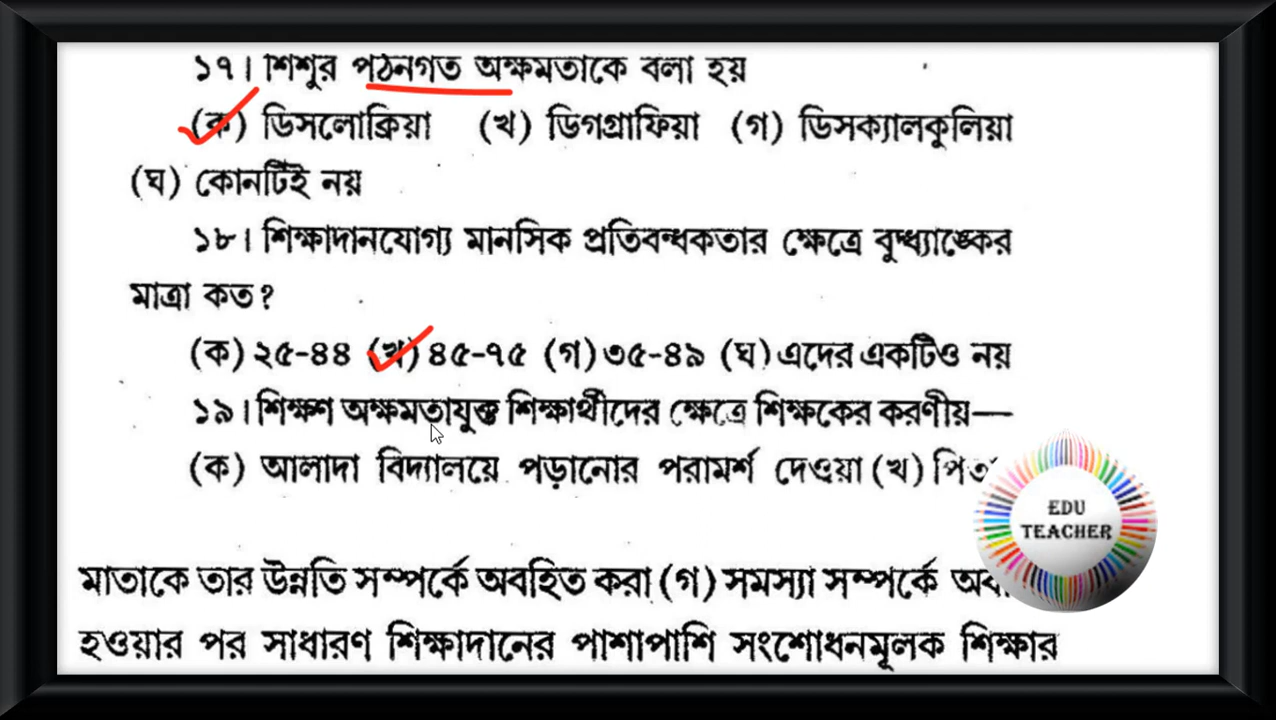 ১৭। শিশুর পঠনগত অক্ষমতাকে বলা হয়
(ক) ডিসলোক্রিয়া (খ) ডিগগ্রাফিয়া (গ) ডিসক্যালকুলিয়া
(ঘ) কোনটিই নয়
১৮। শিক্ষাদানযোগ্য মানসিক প্রতিবন্ধকতার ক্ষেত্রে বুদ্ধ্যাঙ্কের
মাত্রা কত?
(ক) ২৫-৪৪ (খ) ৪৫-৭৫ (গ) ৩৫-৪৯ (ঘ) এদের একটিও নয়
১৯। শিক্ষণ অক্ষমতাযুক্ত শিক্ষার্থীদের ক্ষেত্রে শিক্ষকের করণীয়—
(ক) আলাদা বিদ্যালয়ে পড়ানোর পরামর্শ দেওয়া (খ)
EDU
TEACHER
মাতাকে তার উন্নতি সম্পর্কে অবহিত করা (গ) সমস্যা সম্পর্কে
হওয়ার পর সাধারণ শিক্ষাদানের পাশাপাশি সংশোধনমূলক শিক্ষার